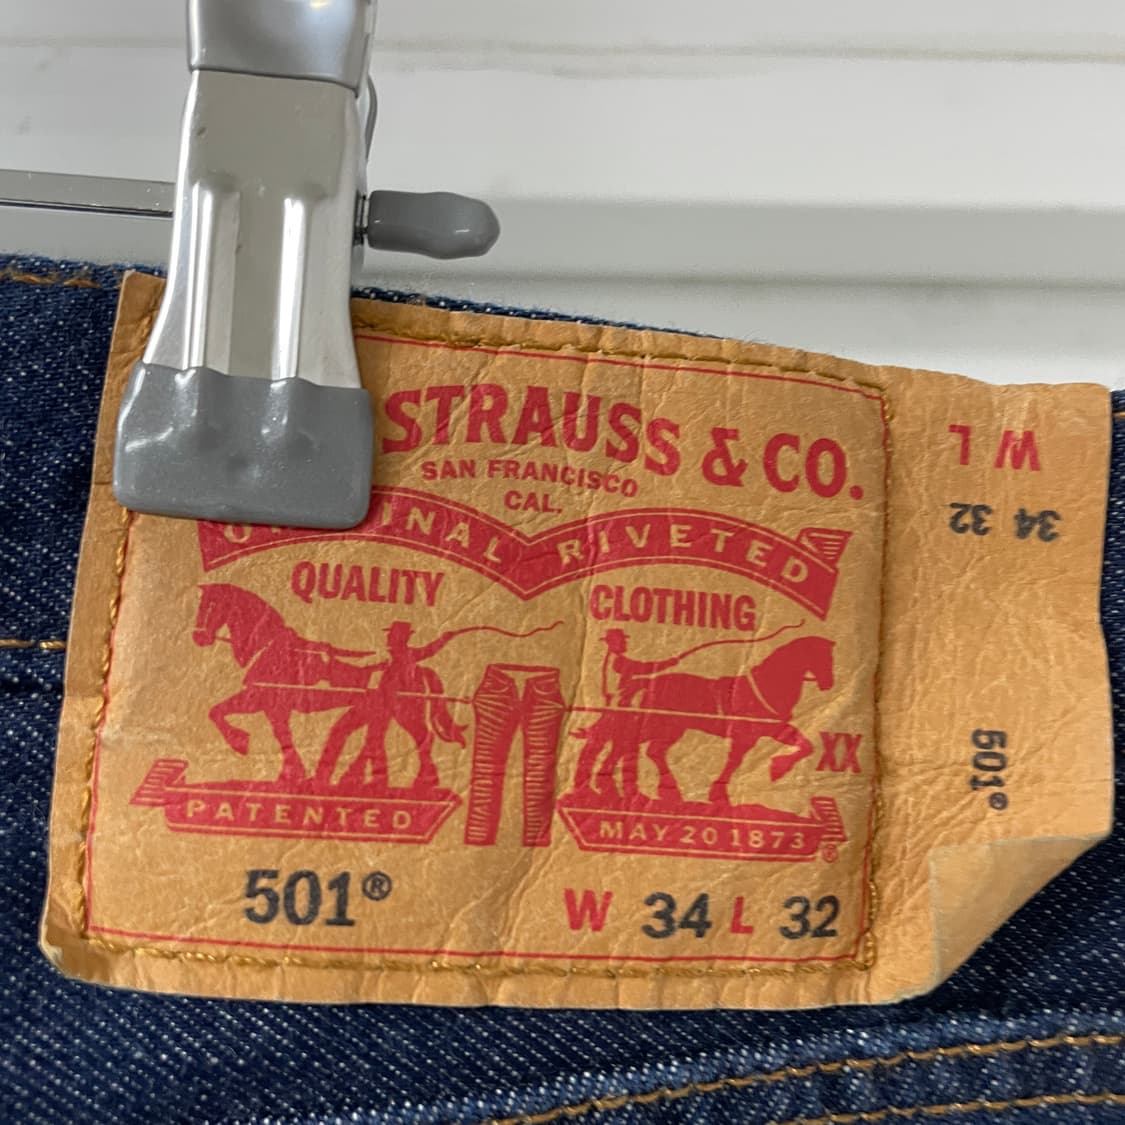 STRAUSS & CO.
SAN FRANCISCO
CAL.
RIVETED
QUALITY CLOTHING
XX
PATENTED
MAY 20 1873 ®
501®
W 34 L 32
W L
34 32
501®